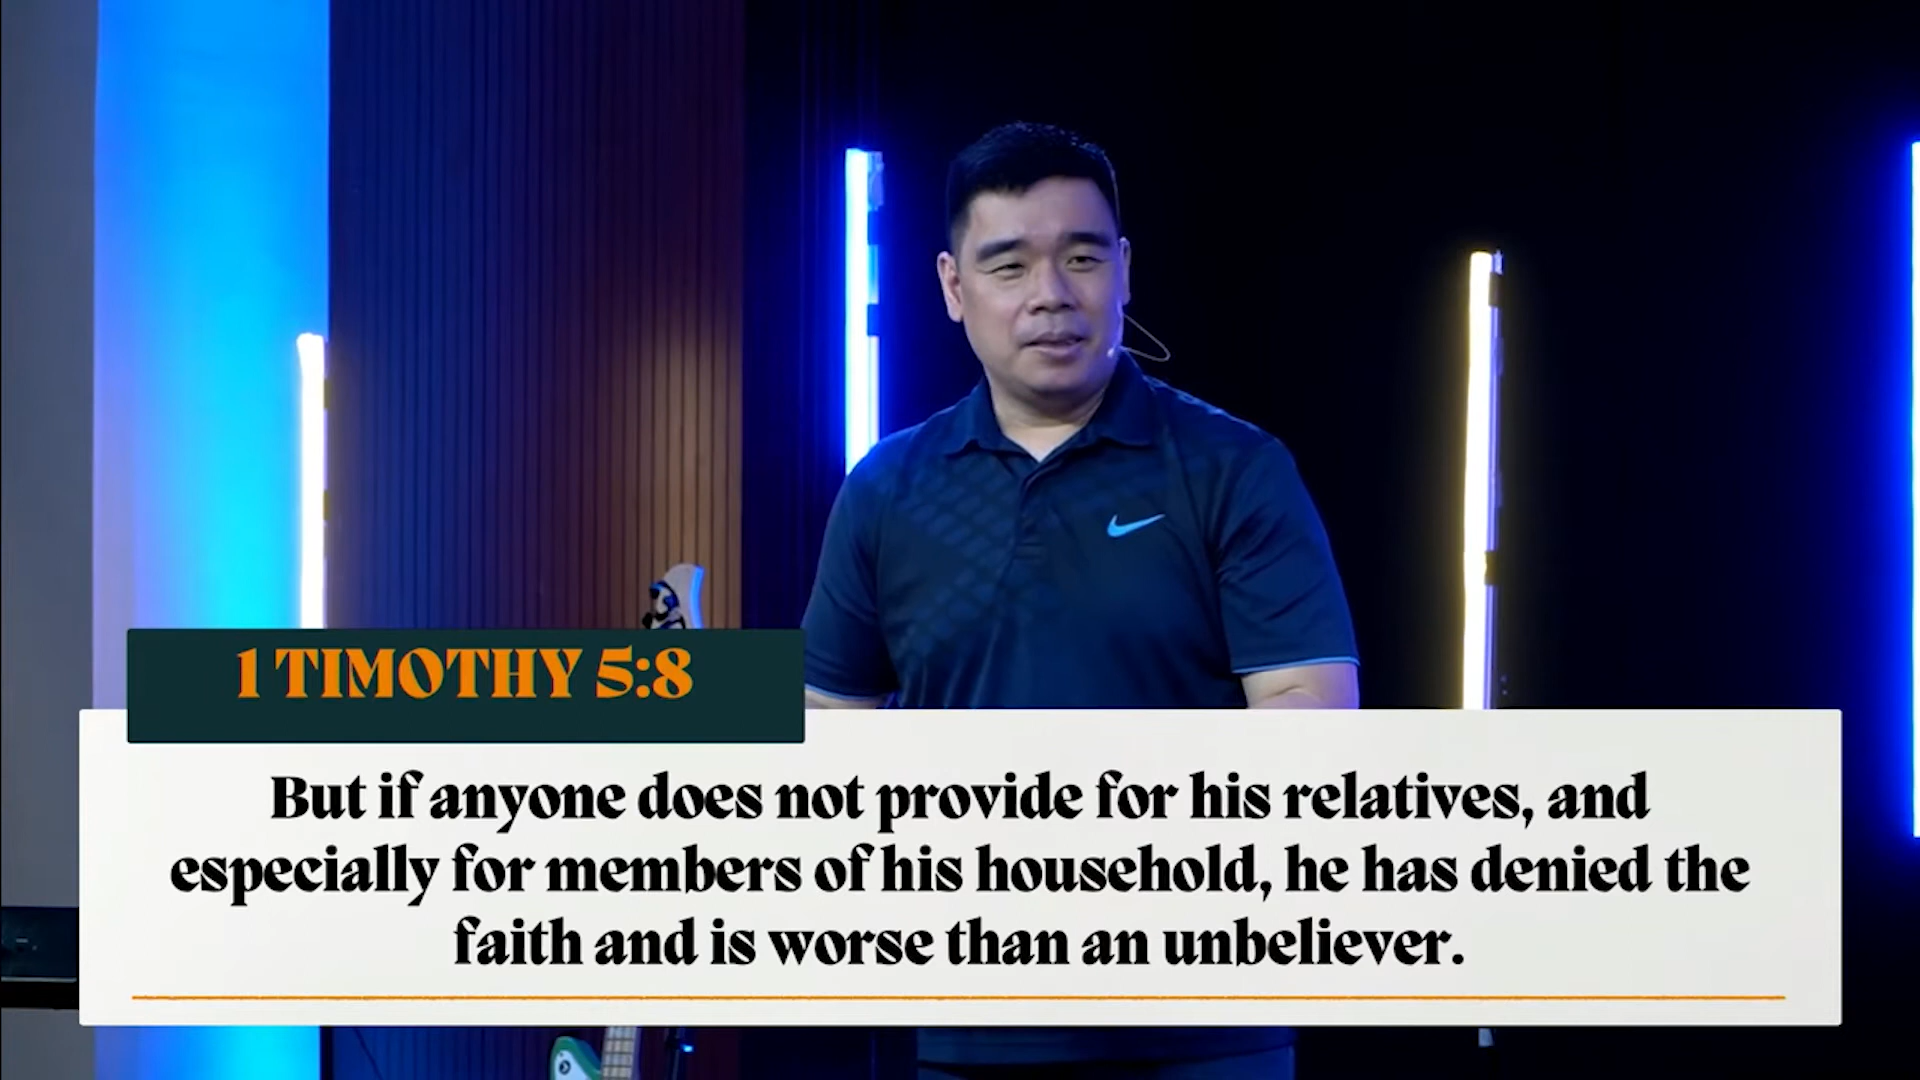 1 TIMOTHY 5:8
But if anyone does not provide for his relatives, and
especially for members of his household, he has denied the
faith and is worse than an unbeliever.